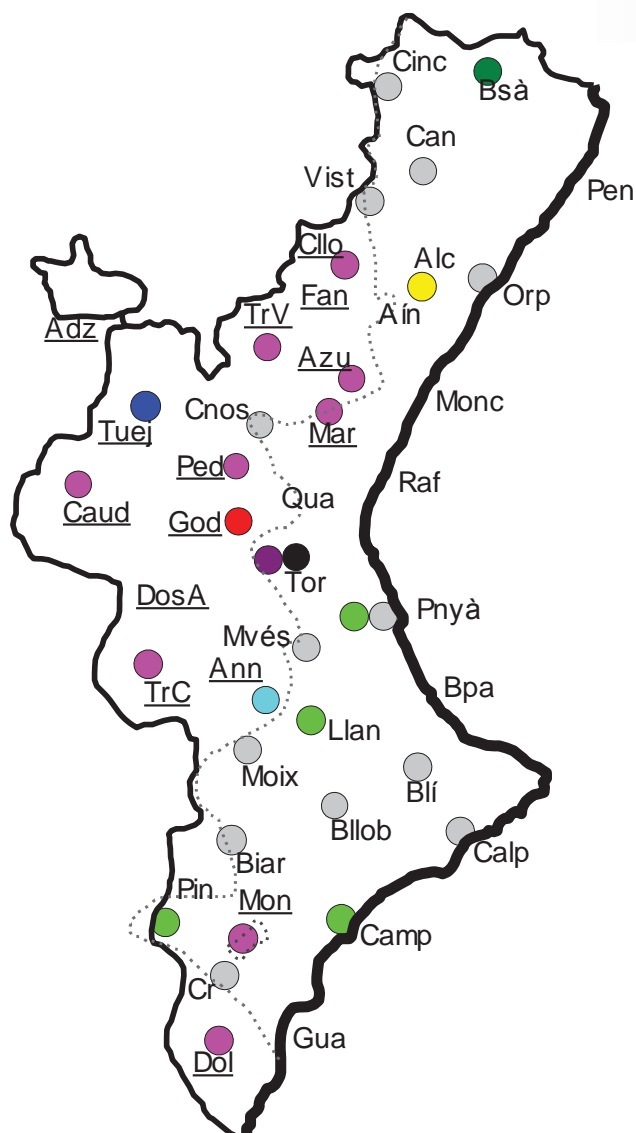 Cinc
Bsà
Can
Vist
Pen
Cllo
Alc
Fan
Orp
Aín
TrV
Adz
Azu
Monc
Cnos
Tuej
Mar
Ped
Qua
Raf
Caud
God
Tor
DosA
Pnyà
Mvés
Ann
TrC
Bpa
Llan
Moix
Blí
Bllob
Calp
Biar
Pin
Mon
Camp
Cr
Gua
Dol